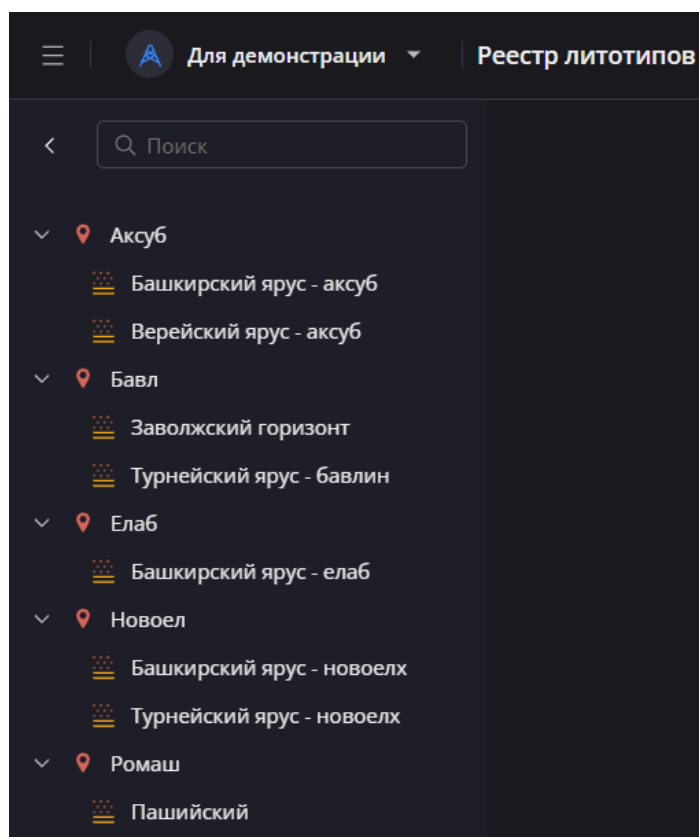 Для демонстрации Реестр литотипов
Поиск
Аксуб
Башкирский ярус - аксуб
Верейский ярус - аксуб
Бавл
Заволжский горизонт
Турнейский ярус - бавлин
Елаб
Башкирский ярус - елаб
Новоел
Башкирский ярус - новоелх
Турнейский ярус - новоелх
Ромаш
Пашийский